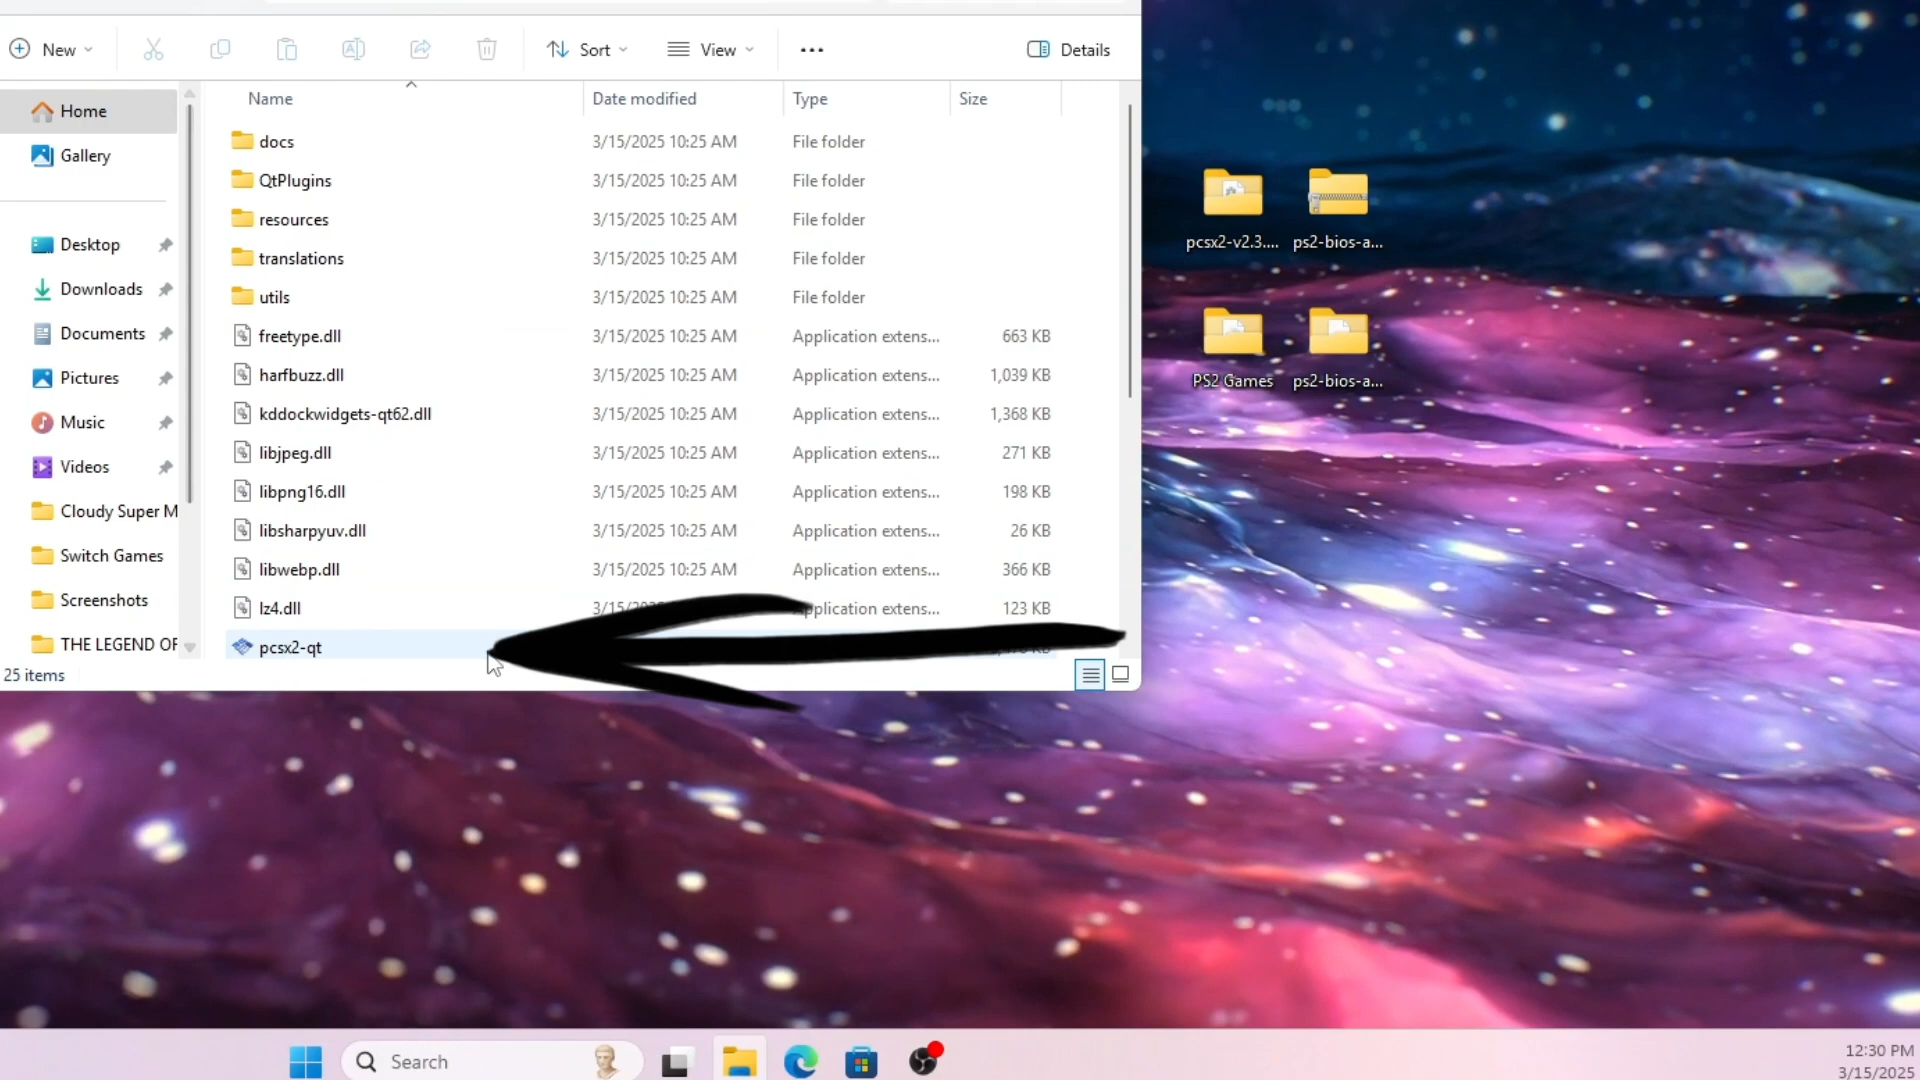 New Sort View ... Details
Name Date modified Type Size
Home
Gallery
Desktop
Downloads
Documents
Pictures
Music
Videos
Cloudy Super M
Switch Games
Screenshots
THE LEGEND OF
docs 3/15/2025 10:25 AM File folder
QtPlugins 3/15/2025 10:25 AM File folder
resources 3/15/2025 10:25 AM File folder
translations 3/15/2025 10:25 AM File folder
utils 3/15/2025 10:25 AM File folder
freetype.dll 3/15/2025 10:25 AM Application extens... 663 KB
harfbuzz.dll 3/15/2025 10:25 AM Application extens... 1,039 KB
kddockwidgets-qt62.dll 3/15/2025 10:25 AM Application extens... 1,368 KB
libjpeg.dll 3/15/2025 10:25 AM Application extens... 271 KB
libpng16.dll 3/15/2025 10:25 AM Application extens... 198 KB
libsharpyuv.dll 3/15/2025 10:25 AM Application extens... 26 KB
libwebp.dll 3/15/2025 10:25 AM Application extens... 366 KB
lz4.dll Application extens... 123 KB
pcsx2-qt
25 items
pcsx2-v2.3.... ps2-bios-a...
PS2 Games ps2-bios-a...
Search
12:30 PM
3/15/2025